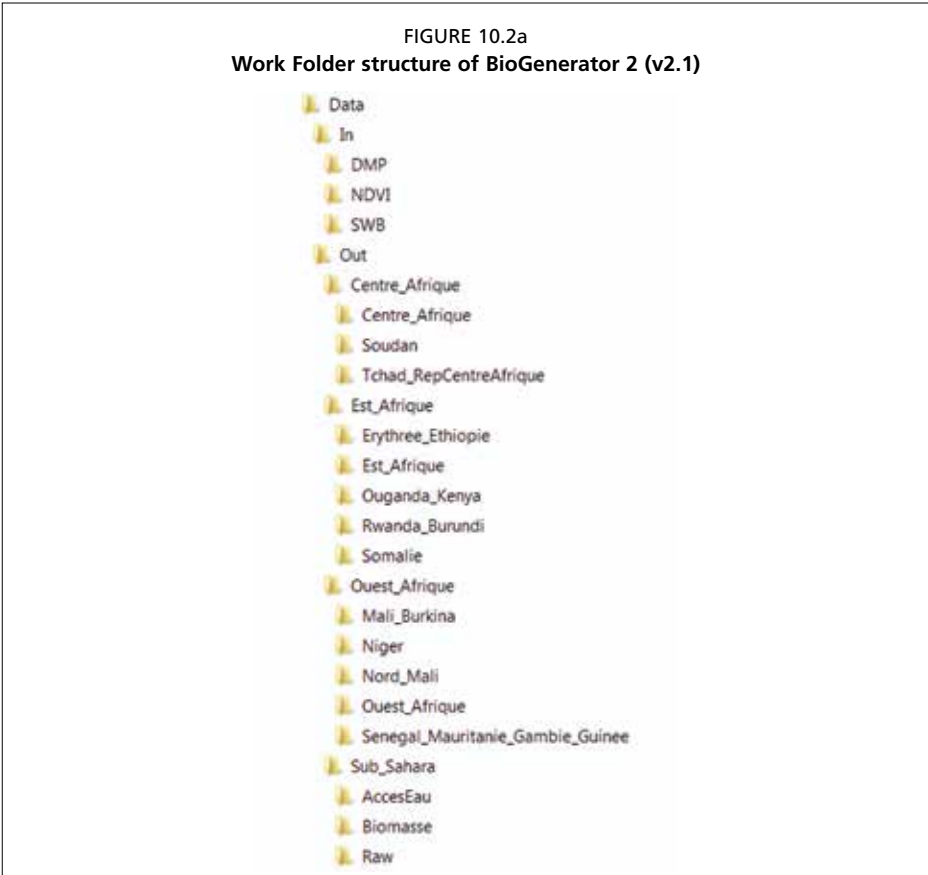 FIGURE 10.2a
Work Folder structure of BioGenerator 2 (v2.1)
Data
In
DMP
NDVI
SWB
Out
Centre_Afrique
Centre_Afrique
Soudan
Tchad_RepCentreAfrique
Est_Afrique
Erythree_Ethiopie
Est_Afrique
Ouganda_Kenya
Rwanda_Burundi
Somalie
Ouest_Afrique
Mali_Burkina
Niger
Nord_Mali
Ouest_Afrique
Senegal_Mauritanie_Gambie_Guinee
Sub_Sahara
AccesEau
Biomasse
Raw